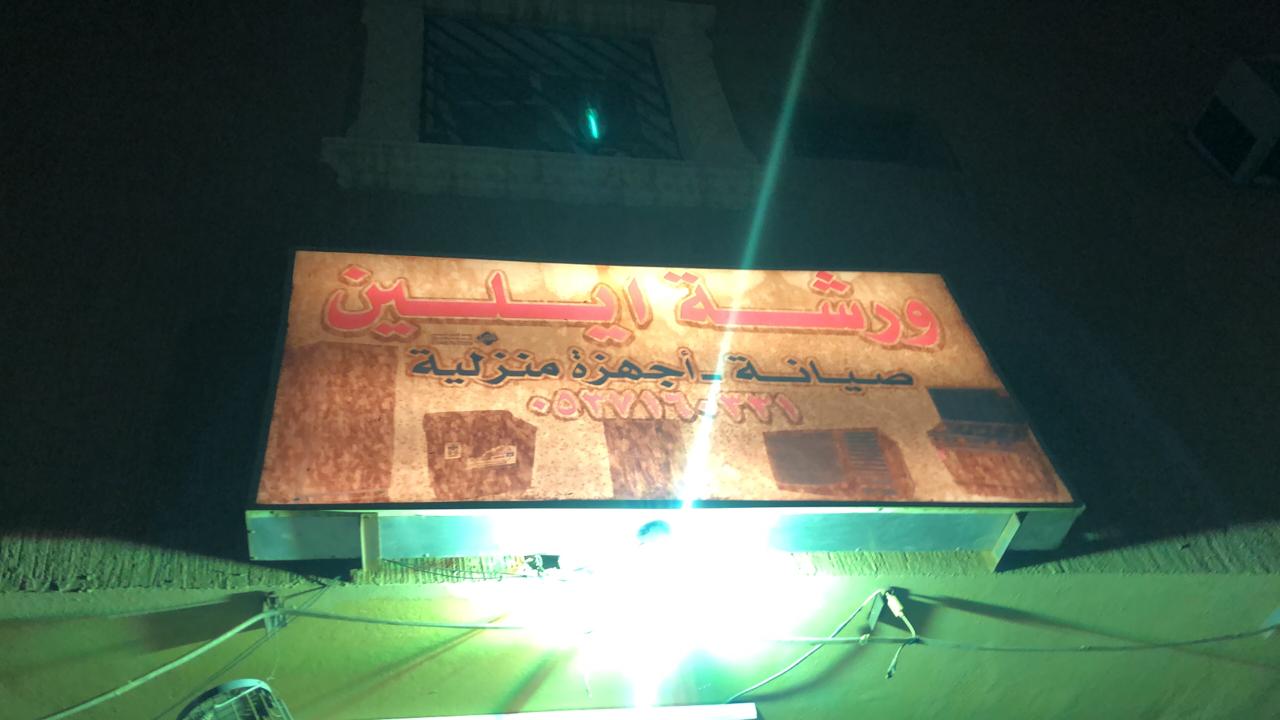 ورشة ايلين
صيانة - أجهزة منزلية